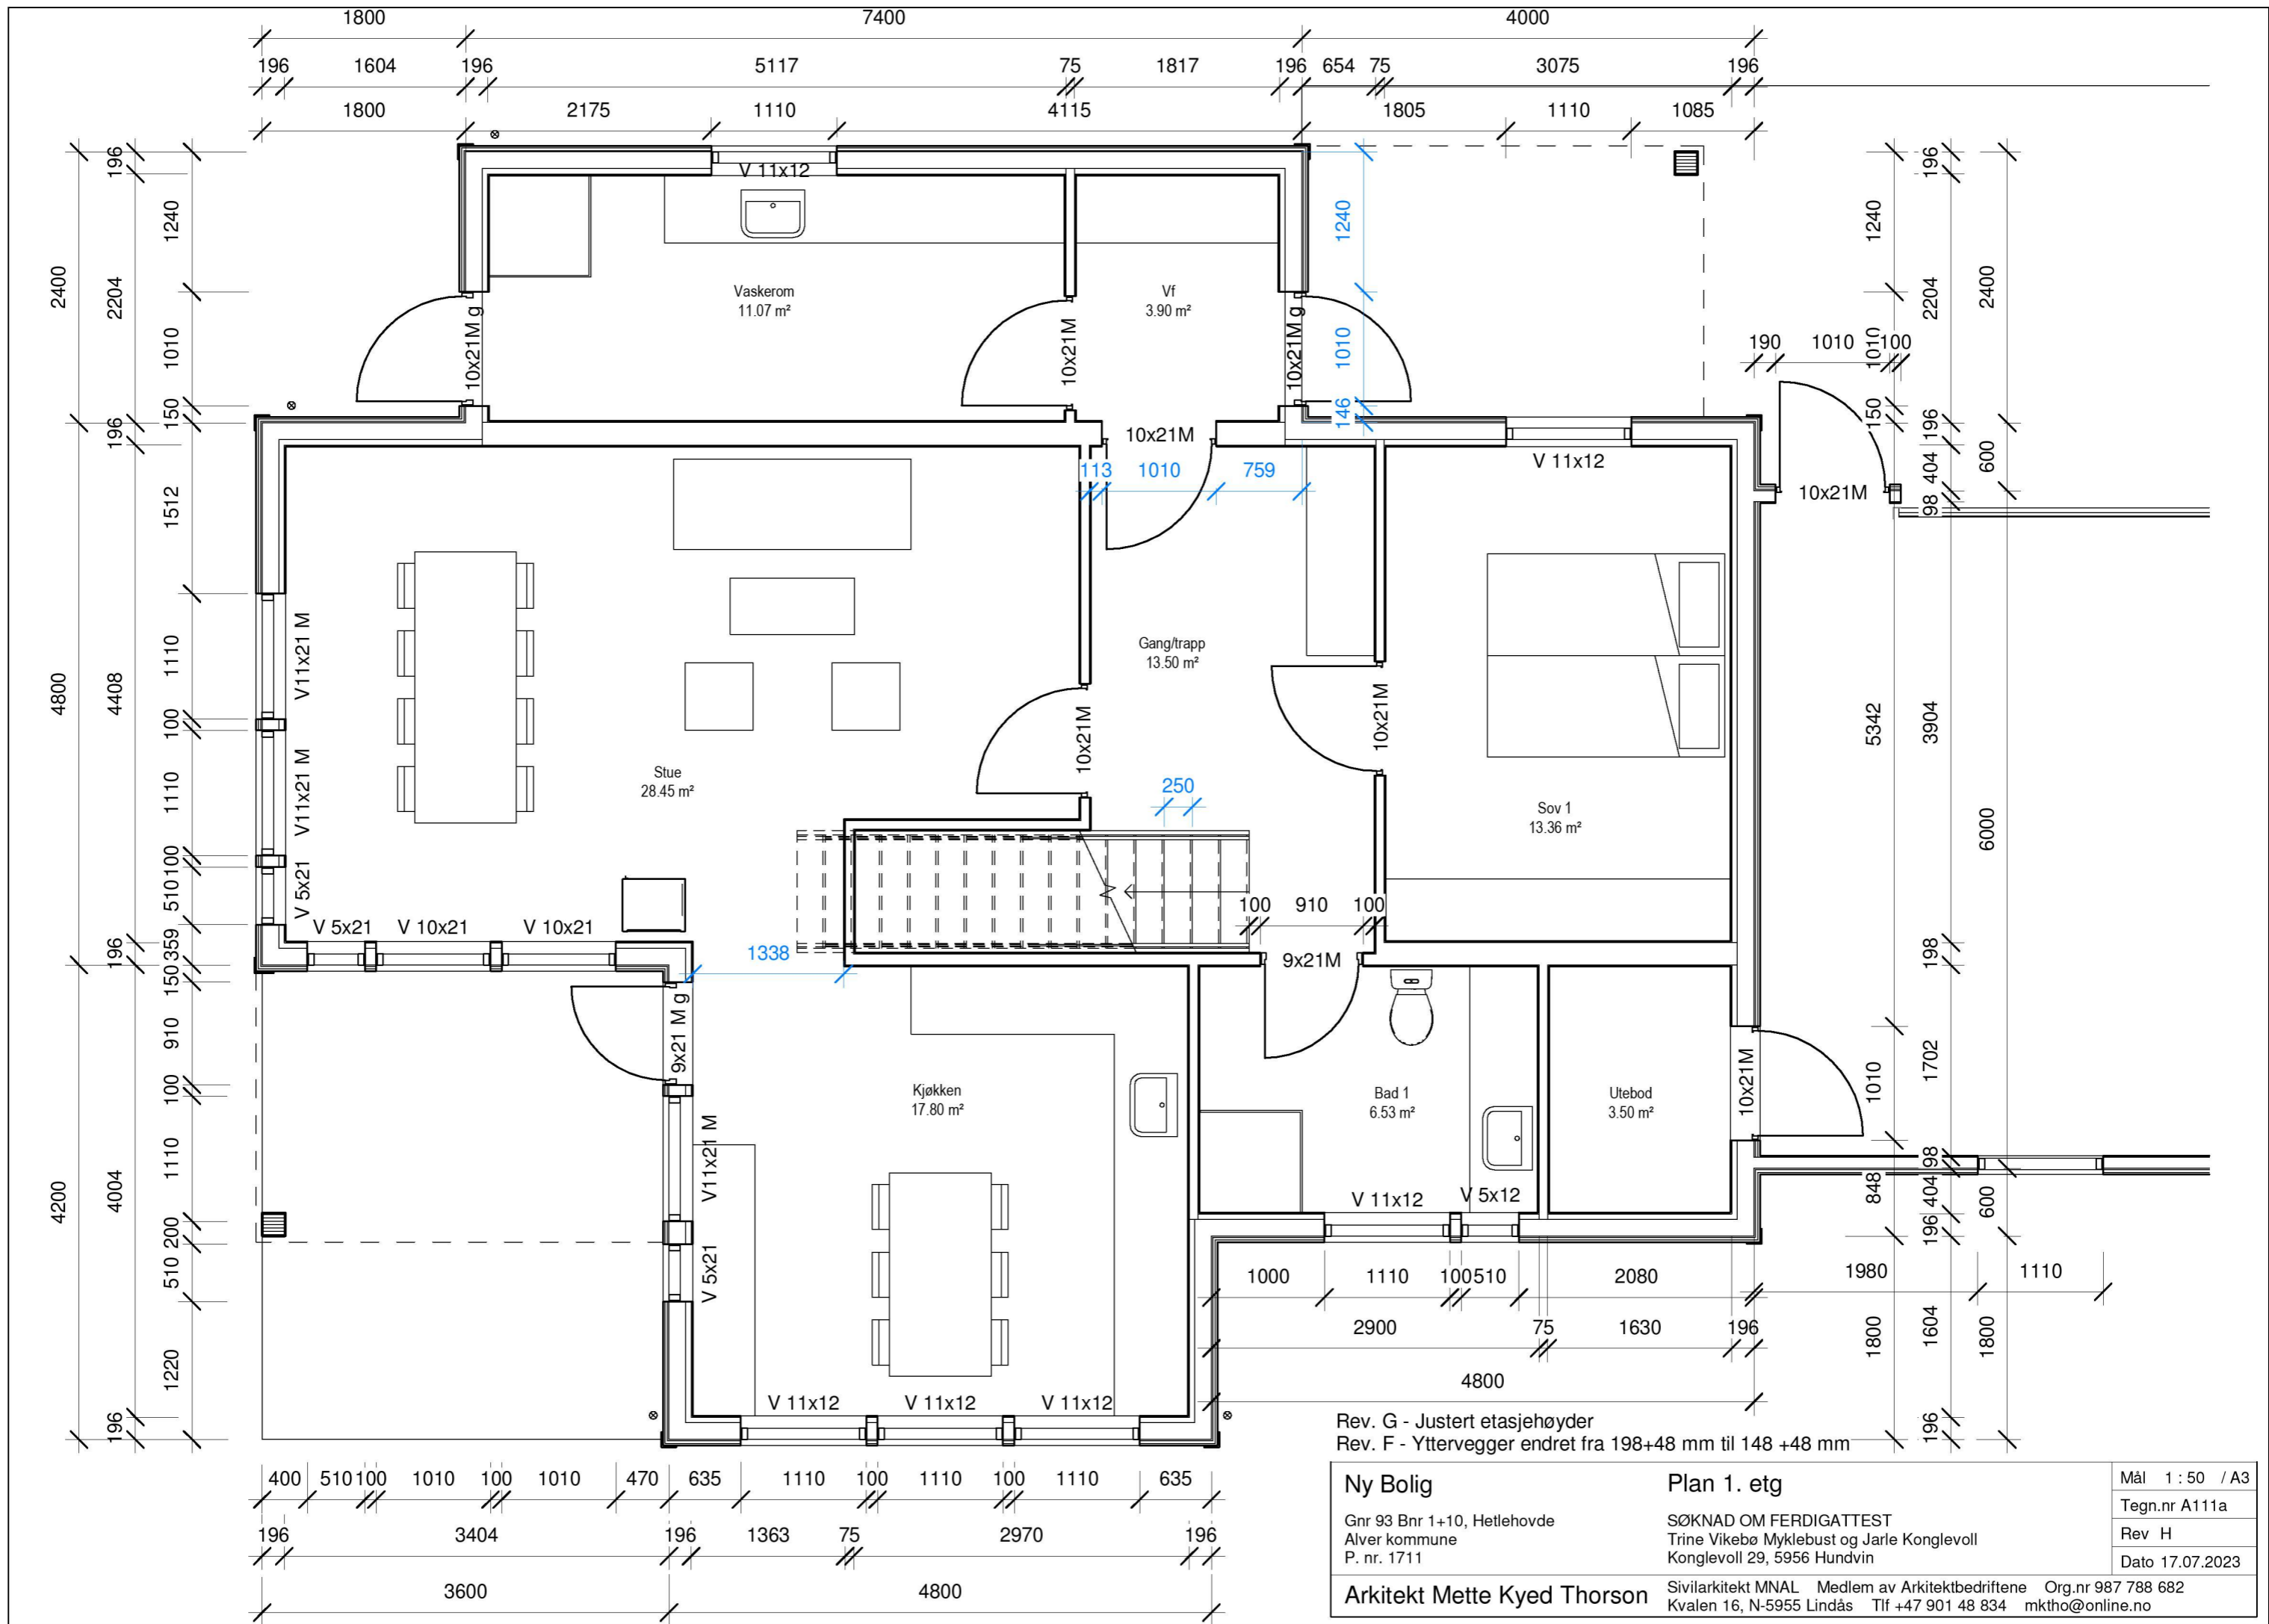 1800 7400 4000
196 1604 196 5117 75 1817 196 654 75 3075 196
1800 2175 1110 4115 1805 1110 1085
2400 4800 4200
196 2204 196 4408 196 4004 196
1240 1010 150 1512 1110 100 1110 100 510 359 150 910 100 1110 200 510 1220
V 11x12
Vaskerom
11.07 m²
Vf
3.90 m²
10x21M g
10x21M
10x21M g
1240
1010
146
10x21M
113 1010 759
V 11x12
190 1010 100
10x21M
1240 1010 150 5342 1010 848 1800
196 2204 196 404 98 3904 198 1702 98 404 196 1604 196
2400 600 6000 600 1800
V11x21 M
V11x21 M
V 5x21
Gang/trapp
13.50 m²
10x21M
10x21M
Stue
28.45 m²
250
Sov 1
13.36 m²
V 5x21 V 10x21 V 10x21
100 910 100
1338
9x21M
9x21 M g
V11x21 M
V 5x21
Kjøkken
17.80 m²
Bad 1
6.53 m²
Utebod
3.50 m²
10x21M
V 11x12 V 5x12
V 11x12 V 11x12 V 11x12
1000 1110 100 510 2080 1980 1110
2900 75 1630 196
4800
400 510 100 1010 100 1010 470 635 1110 100 1110 100 1110 635
196 3404 196 1363 75 2970 196
3600 4800
Rev. G - Justert etasjehøyder
Rev. F - Yttervegger endret fra 198+48 mm til 148 +48 mm
Ny Bolig
Gnr 93 Bnr 1+10, Hetlehovde
Alver kommune
P. nr. 1711
Plan 1. etg
SØKNAD OM FERDIGATTEST
Trine Vikebø Myklebust og Jarle Konglevoll
Konglevoll 29, 5956 Hundvin
Mål 1 : 50 / A3
Tegn.nr A111a
Rev H
Dato 17.07.2023
Arkitekt Mette Kyed Thorson
Sivilarkitekt MNAL Medlem av Arkitektbedriftene Org.nr 987 788 682
Kvalen 16, N-5955 Lindås Tlf +47 901 48 834 mktho@online.no